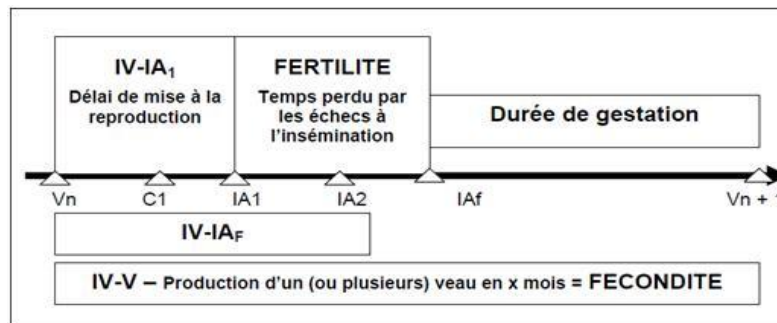 IV-IA₁
Délai de mise à la
reproduction
FERTILITE
Temps perdu par
les échecs à
l'insémination
Durée de gestation
Vn
C1
IA1
IA2
IAf
Vn + 1
IV-IAF
IV-V – Production d'un (ou plusieurs) veau en x mois = FECONDITE